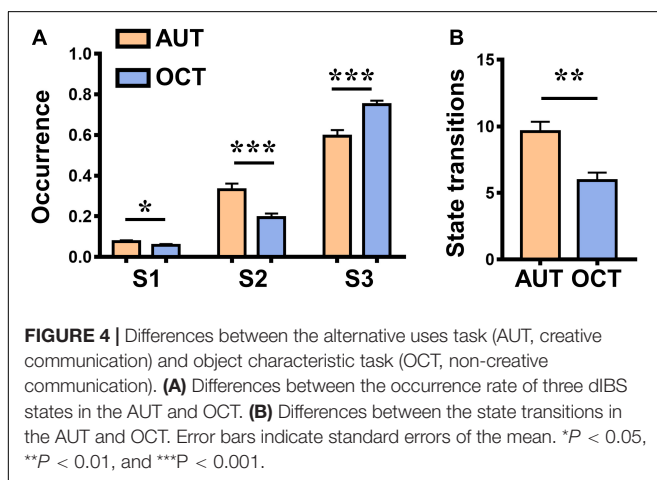 A
B
AUT
OCT
Occurrence
1.0
0.8
0.6
0.4
0.2
0.0
*
***
***
S1 S2 S3
State transitions
15
10
5
0
**
AUT OCT
FIGURE 4 | Differences between the alternative uses task (AUT, creative
communication) and object characteristic task (OCT, non-creative
communication). (A) Differences between the occurrence rate of three dIBS
states in the AUT and OCT. (B) Differences between the state transitions in
the AUT and OCT. Error bars indicate standard errors of the mean. *P < 0.05,
**P < 0.01, and ***P < 0.001.